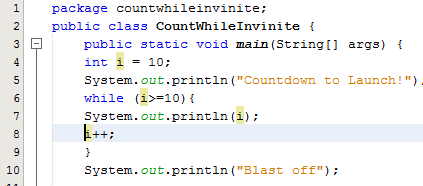 1 package countwhileinvinite;
2 public class CountWhileInvinite {
3 public static void main(String[] args) {
4 int i = 10;
5 System.out.println("Countdown to Launch!")
6 while (i>=10){
7 System.out.println(i);
8 i++;
9 }
10 System.out.println("Blast off");